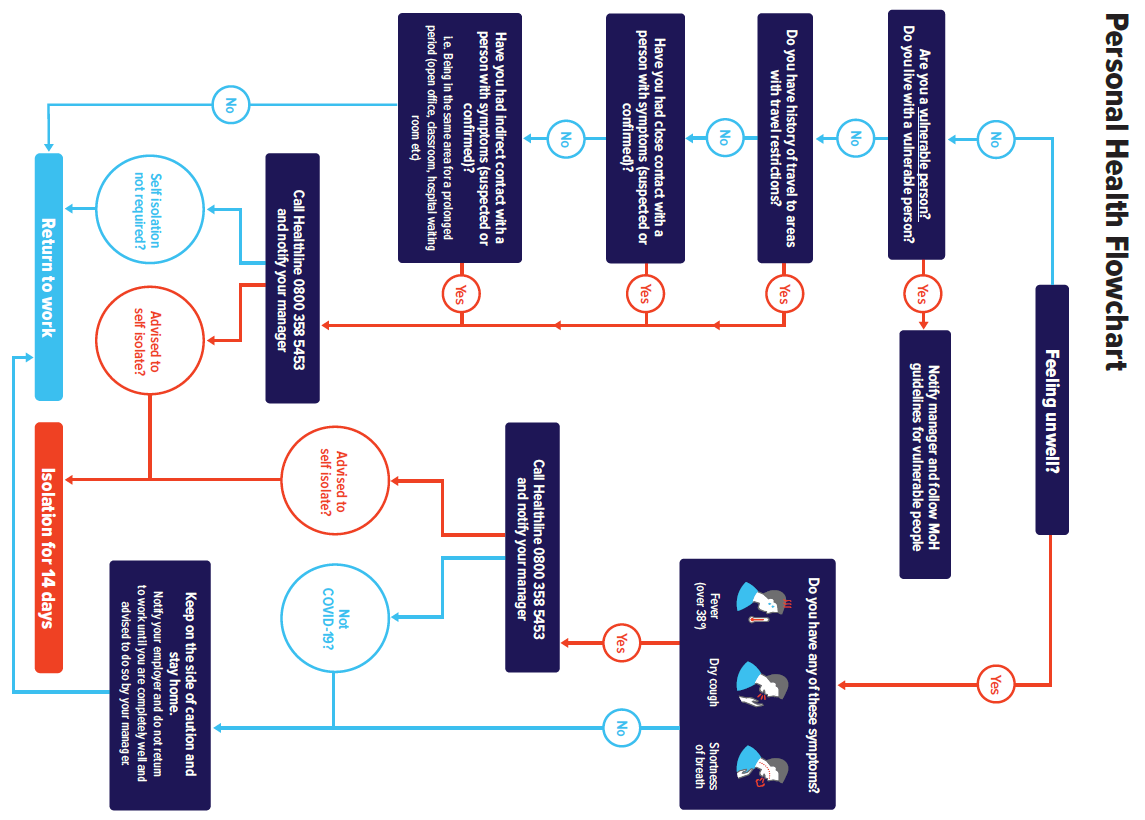 Personal Health Flowchart
Feeling unwell?
No
Yes
Are you a vulnerable person?
Do you live with a vulnerable person?
Yes
Notify manager and follow MoH
guidelines for vulnerable people
No
Do you have history of travel to areas
with travel restrictions?
Yes
No
Have you had close contact with a
person with symptoms (suspected or
confirmed)?
Yes
No
Have you had indirect contact with a
person with symptoms (suspected or
confirmed)?
i.e. Being in the same area for a prolonged
period (open office, classroom, hospital waiting
room etc)
Yes
No
Call Healthline 0800 358 5453
and notify your manager
Self isolation
not required?
Advised to
self isolate?
Return to work
Do you have any of these symptoms?
Fever
(over 38°)
Dry cough
Shortness
of breath
Yes
No
Call Healthline 0800 358 5453
and notify your manager
Advised to
self isolate?
Not
COVID-19?
Keep on the side of caution and
stay home.
Notify your employer and do not return
to work until you are completely well and
advised to do so by your manager.
Isolation for 14 days